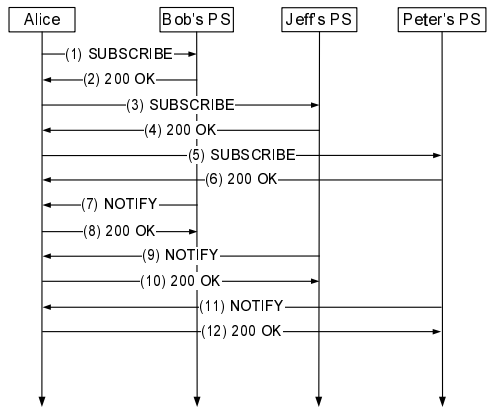 Alice Bob's PS Jeff's PS Peter's PS
(1) SUBSCRIBE
(2) 200 OK
(3) SUBSCRIBE
(4) 200 OK
(5) SUBSCRIBE
(6) 200 OK
(7) NOTIFY
(8) 200 OK
(9) NOTIFY
(10) 200 OK
(11) NOTIFY
(12) 200 OK